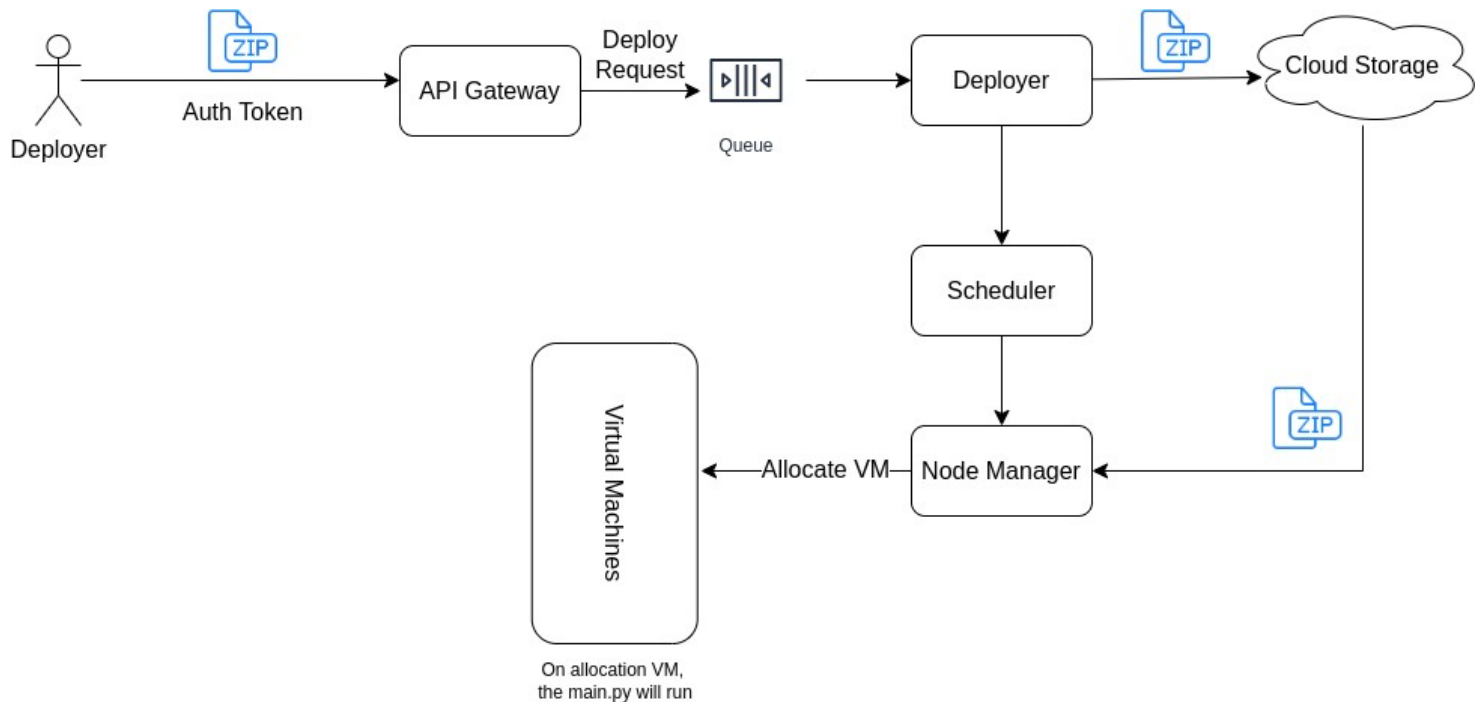 ZIP
Auth Token
Deployer
API Gateway
Deploy
Request
Queue
Deployer
ZIP
Cloud Storage
Scheduler
ZIP
Node Manager
Allocate VM
Virtual Machines
On allocation VM,
the main.py will run